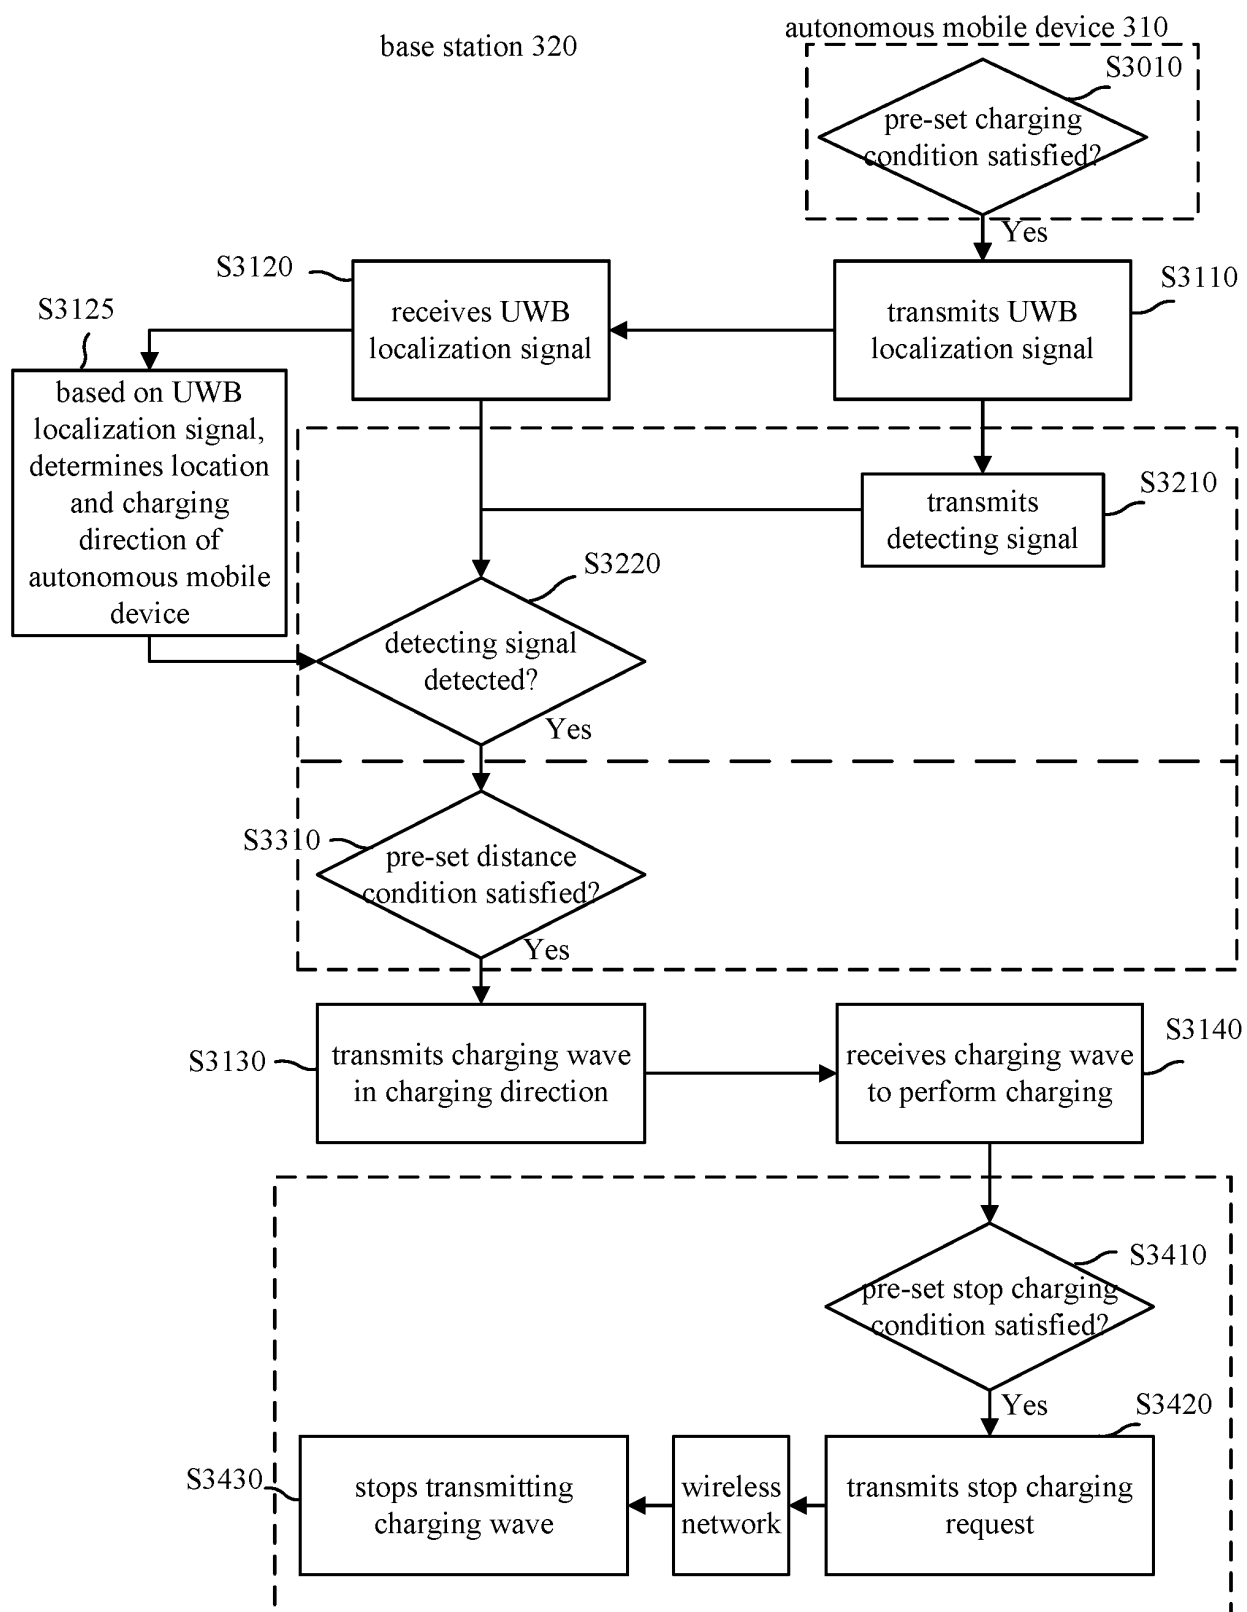 base station 320
autonomous mobile device 310
S3010
pre-set charging
condition satisfied?
Yes
S3120
receives UWB
localization signal
S3110
transmits UWB
localization signal
S3125
based on UWB
localization signal,
determines location
and charging
direction of
autonomous mobile
device
S3210
transmits
detecting signal
S3220
detecting signal
detected?
Yes
S3310
pre-set distance
condition satisfied?
Yes
S3130
transmits charging wave
in charging direction
S3140
receives charging wave
to perform charging
S3410
pre-set stop charging
condition satisfied?
Yes
S3420
transmits stop charging
request
wireless
network
S3430
stops transmitting
charging wave